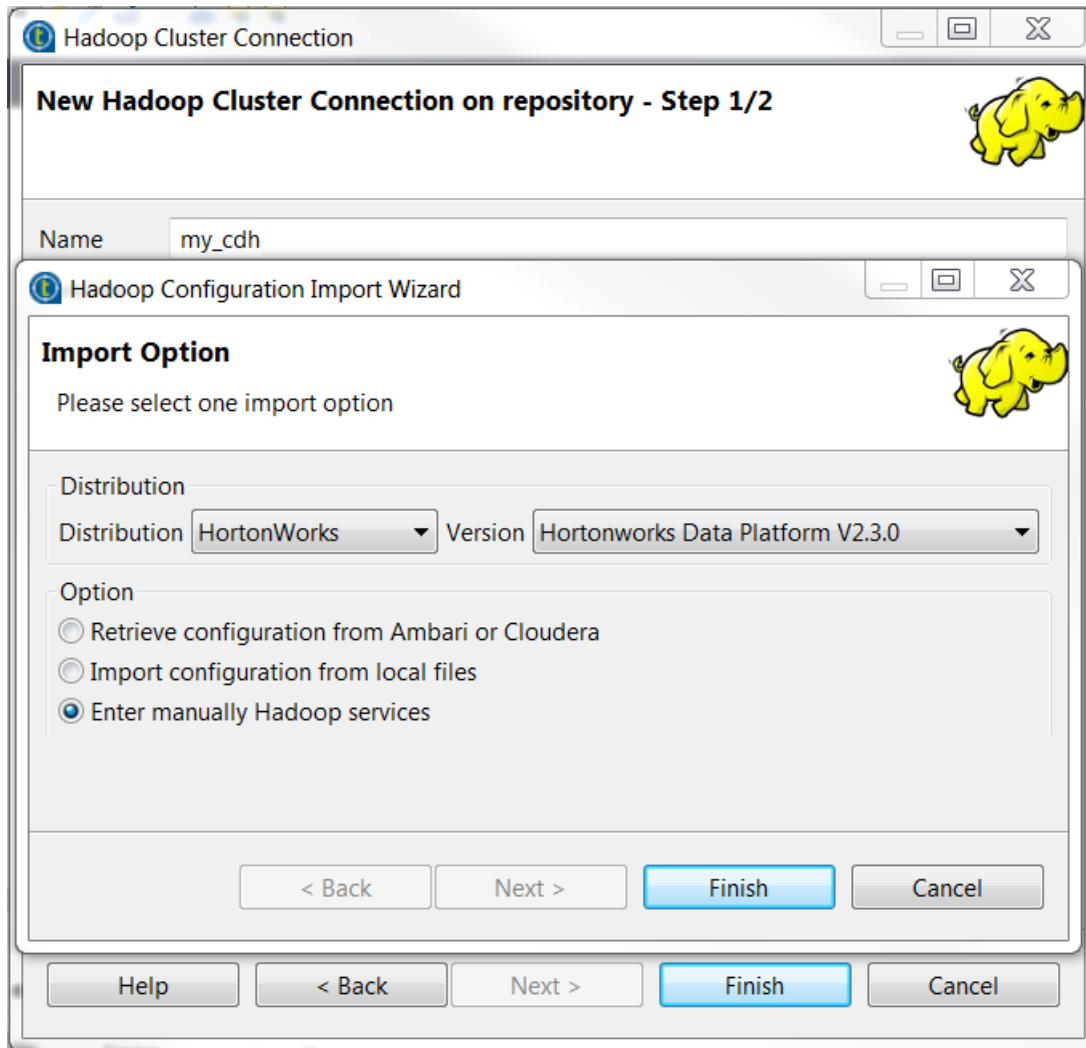 Hadoop Cluster Connection
New Hadoop Cluster Connection on repository - Step 1/2
Name my_cdh
Hadoop Configuration Import Wizard
Import Option
Please select one import option
Distribution
Distribution HortonWorks Version Hortonworks Data Platform V2.3.0
Option
Retrieve configuration from Ambari or Cloudera
Import configuration from local files
Enter manually Hadoop services
< Back Next > Finish Cancel
Help < Back Next > Finish Cancel